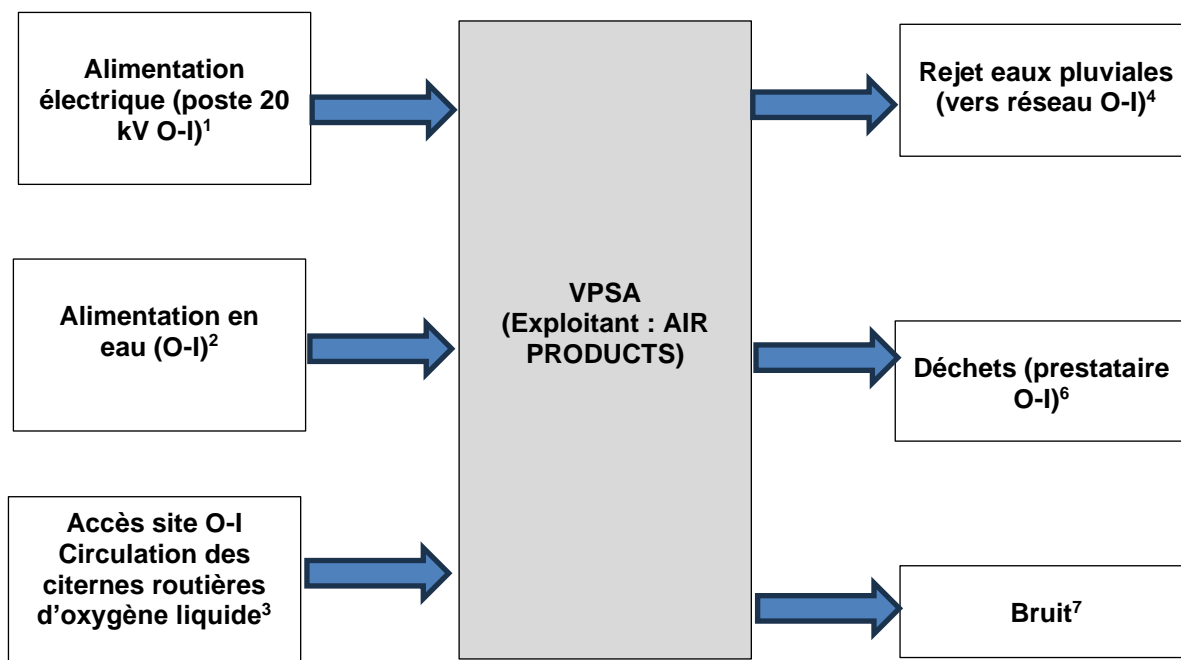 Alimentation
électrique (poste 20
kV O-I)¹
Alimentation en
eau (O-I)²
Accès site O-I
Circulation des
citernes routières
d’oxygène liquide³
VPSA
(Exploitant : AIR
PRODUCTS)
Rejet eaux pluviales
(vers réseau O-I)⁴
Déchets (prestataire
O-I)⁶
Bruit⁷